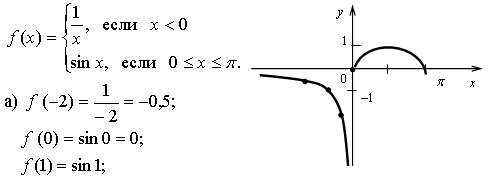 f(x) = { 1/x, если x < 0
sin x, если 0 ≤ x ≤ π.
а) f(−2) = 1/−2 = −0,5;
f(0) = sin 0 = 0;
f(1) = sin 1;
y
1
0
−1
π
x